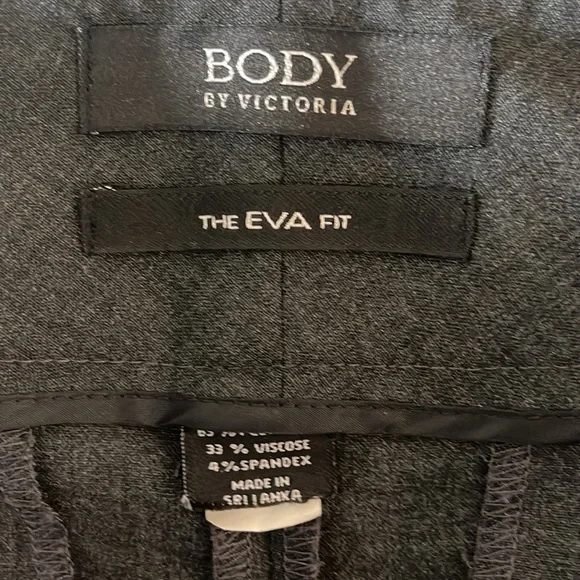 BODY
BY VICTORIA
THE EVA FIT
33 % VISCOSE
4%SPANDEX
MADE IN
SRI LANKA